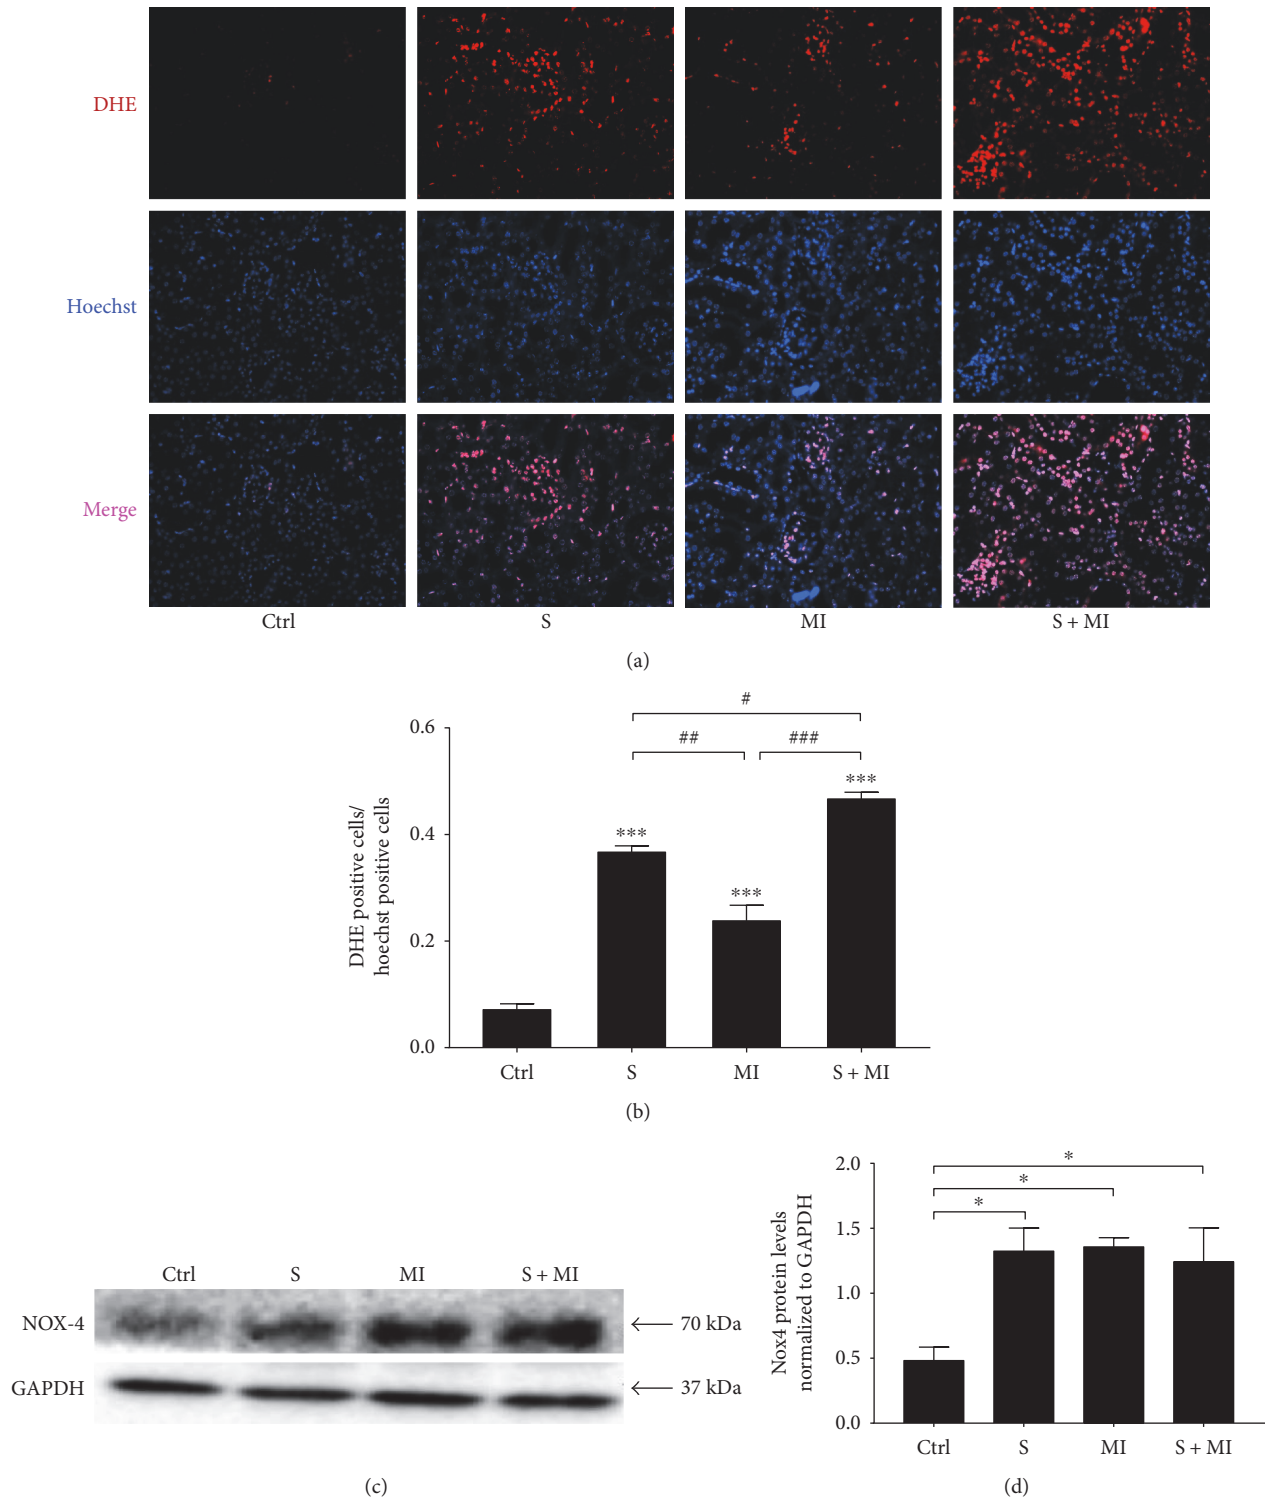 DHE
Hoechst
Merge
Ctrl S MI S + MI
(a)
#
## ###
*** *** ***
0.6
0.4
0.2
0.0
DHE positive cells/
hoechst positive cells
Ctrl S MI S + MI
(b)
Ctrl S MI S + MI
NOX-4 70 kDa
GAPDH 37 kDa
(c)
*
*
*
2.0
1.5
1.0
0.5
0.0
Nox4 protein levels
normalized to GAPDH
Ctrl S MI S + MI
(d)